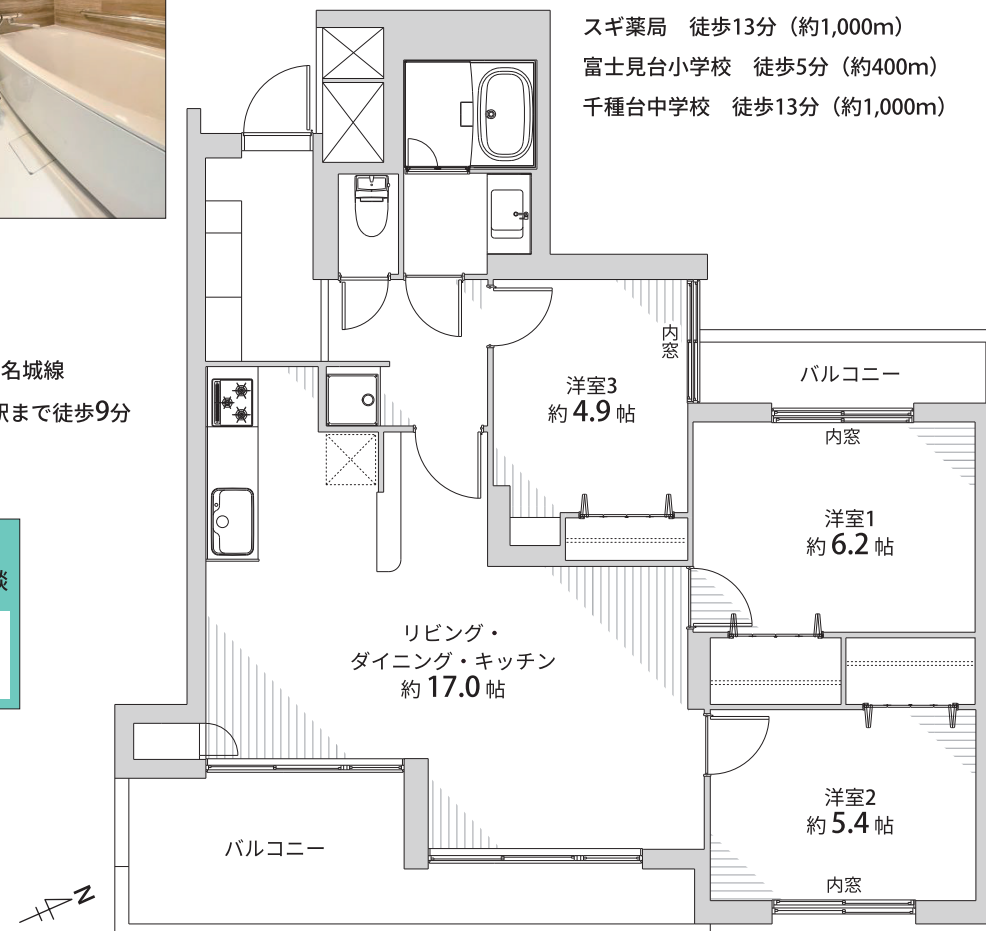 スギ薬局 徒歩13分（約1,000m）
富士見台小学校 徒歩5分（約400m）
千種台中学校 徒歩13分（約1,000m）
名城線
駅まで徒歩9分
内窓
バルコニー
洋室3
約4.9帖
内窓
洋室1
約6.2帖
リビング・
ダイニング・キッチン
約17.0帖
洋室2
約5.4帖
バルコニー
内窓
N